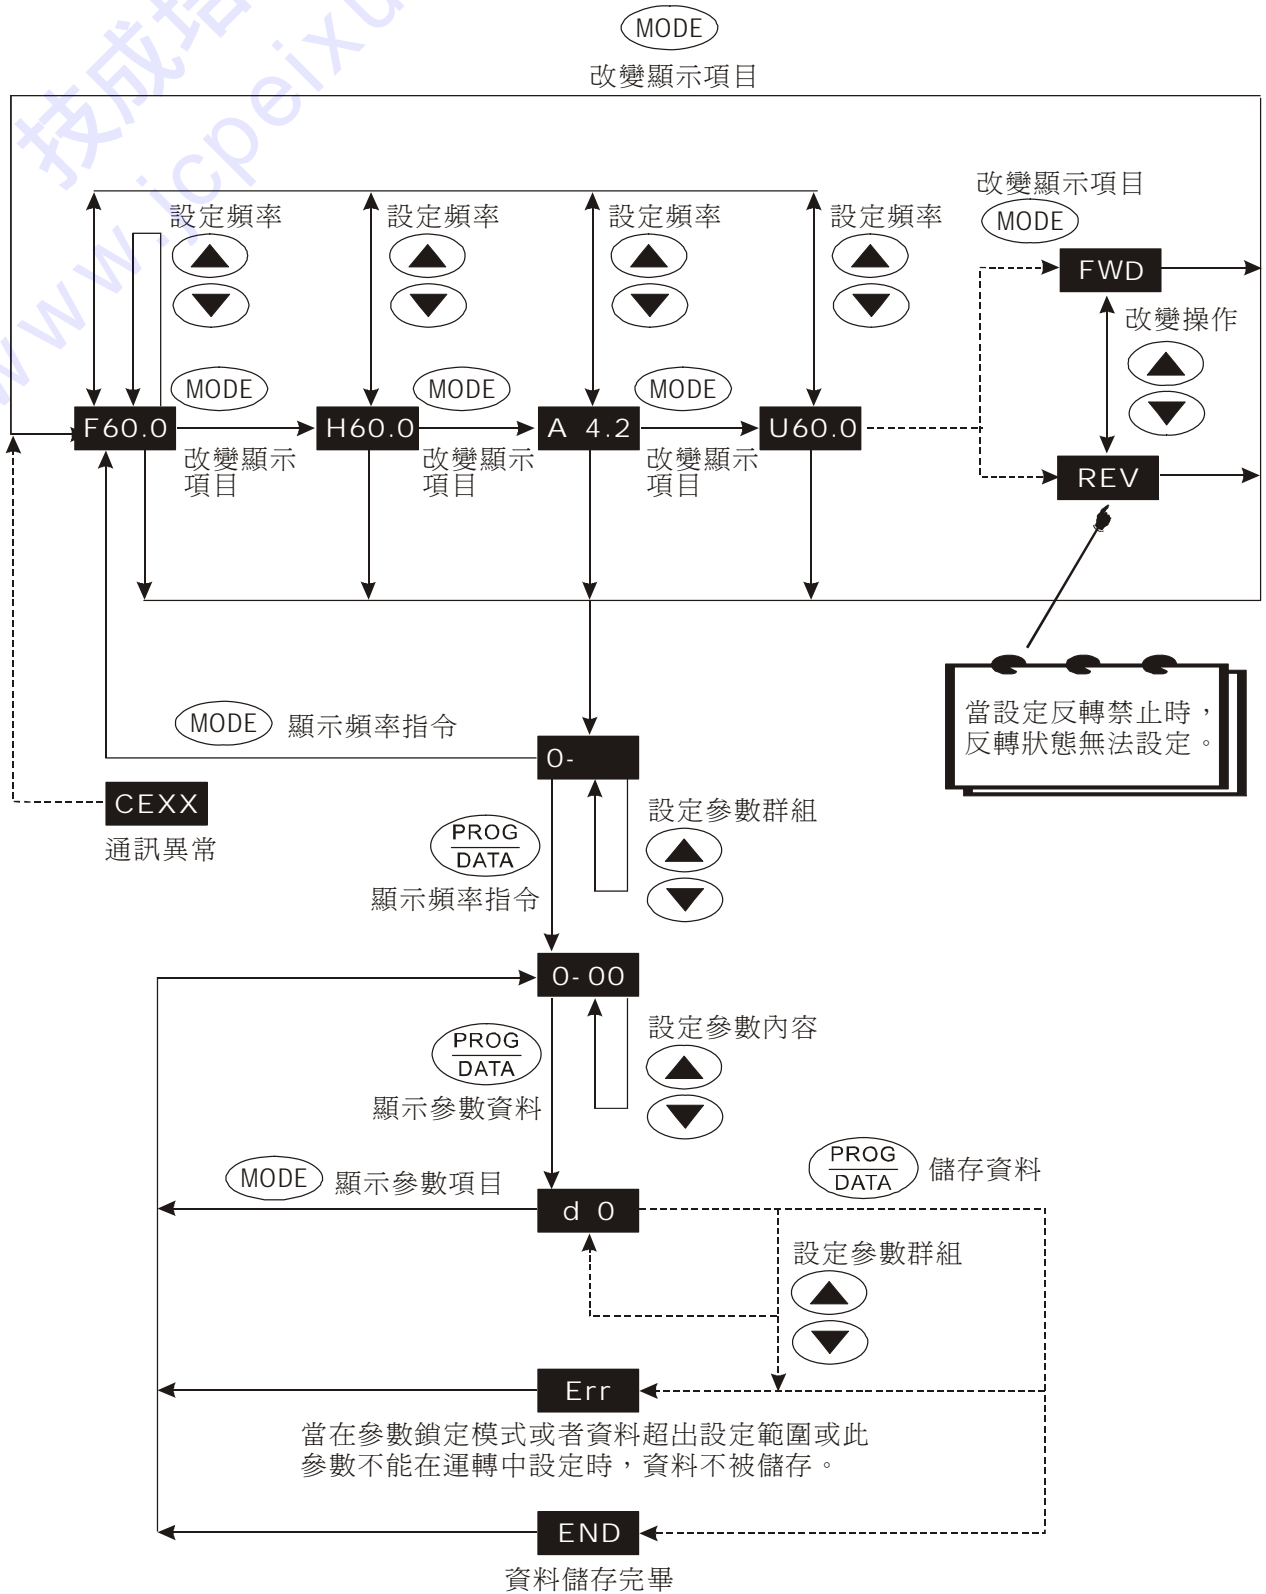 MODE
改變顯示項目
技成培
www.jcpeixu
改變顯示項目
MODE
設定頻率
設定頻率
設定頻率
設定頻率
FWD
改變操作
MODE
MODE
MODE
F60.0
H60.0
A 4.2
U60.0
改變顯示
項目
改變顯示
項目
改變顯示
項目
REV
當設定反轉禁止時，
反轉狀態無法設定。
MODE 顯示頻率指令
0-
CEXX
通訊異常
設定參數群組
PROG
DATA
顯示頻率指令
0-00
設定參數內容
PROG
DATA
顯示參數資料
MODE 顯示參數項目
PROG
DATA
儲存資料
d 0
設定參數群組
Err
當在參數鎖定模式或者資料超出設定範圍或此
參數不能在運轉中設定時，資料不被儲存。
END
資料儲存完畢